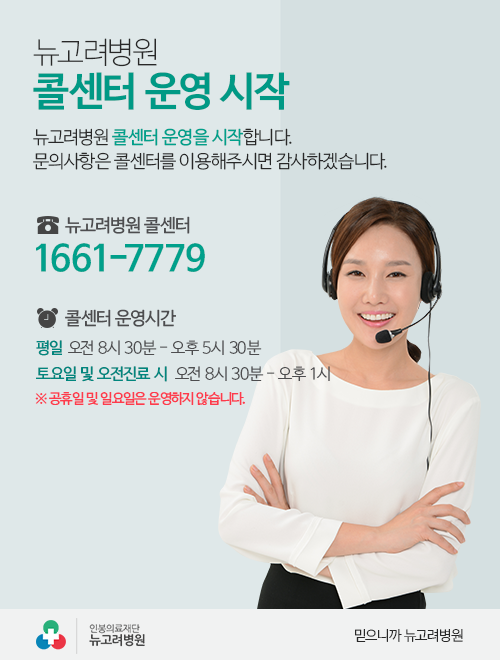 뉴고려병원
콜센터 운영 시작
뉴고려병원 콜센터 운영을 시작합니다.
문의사항은 콜센터를 이용해주시면 감사하겠습니다.
뉴고려병원 콜센터
1661-7779
콜센터 운영시간
평일 오전 8시 30분 - 오후 5시 30분
토요일 및 오전진료 시 오전 8시 30분 - 오후 1시
※ 공휴일 및 일요일은 운영하지 않습니다.
인봉의료재단
뉴고려병원
믿으니까 뉴고려병원